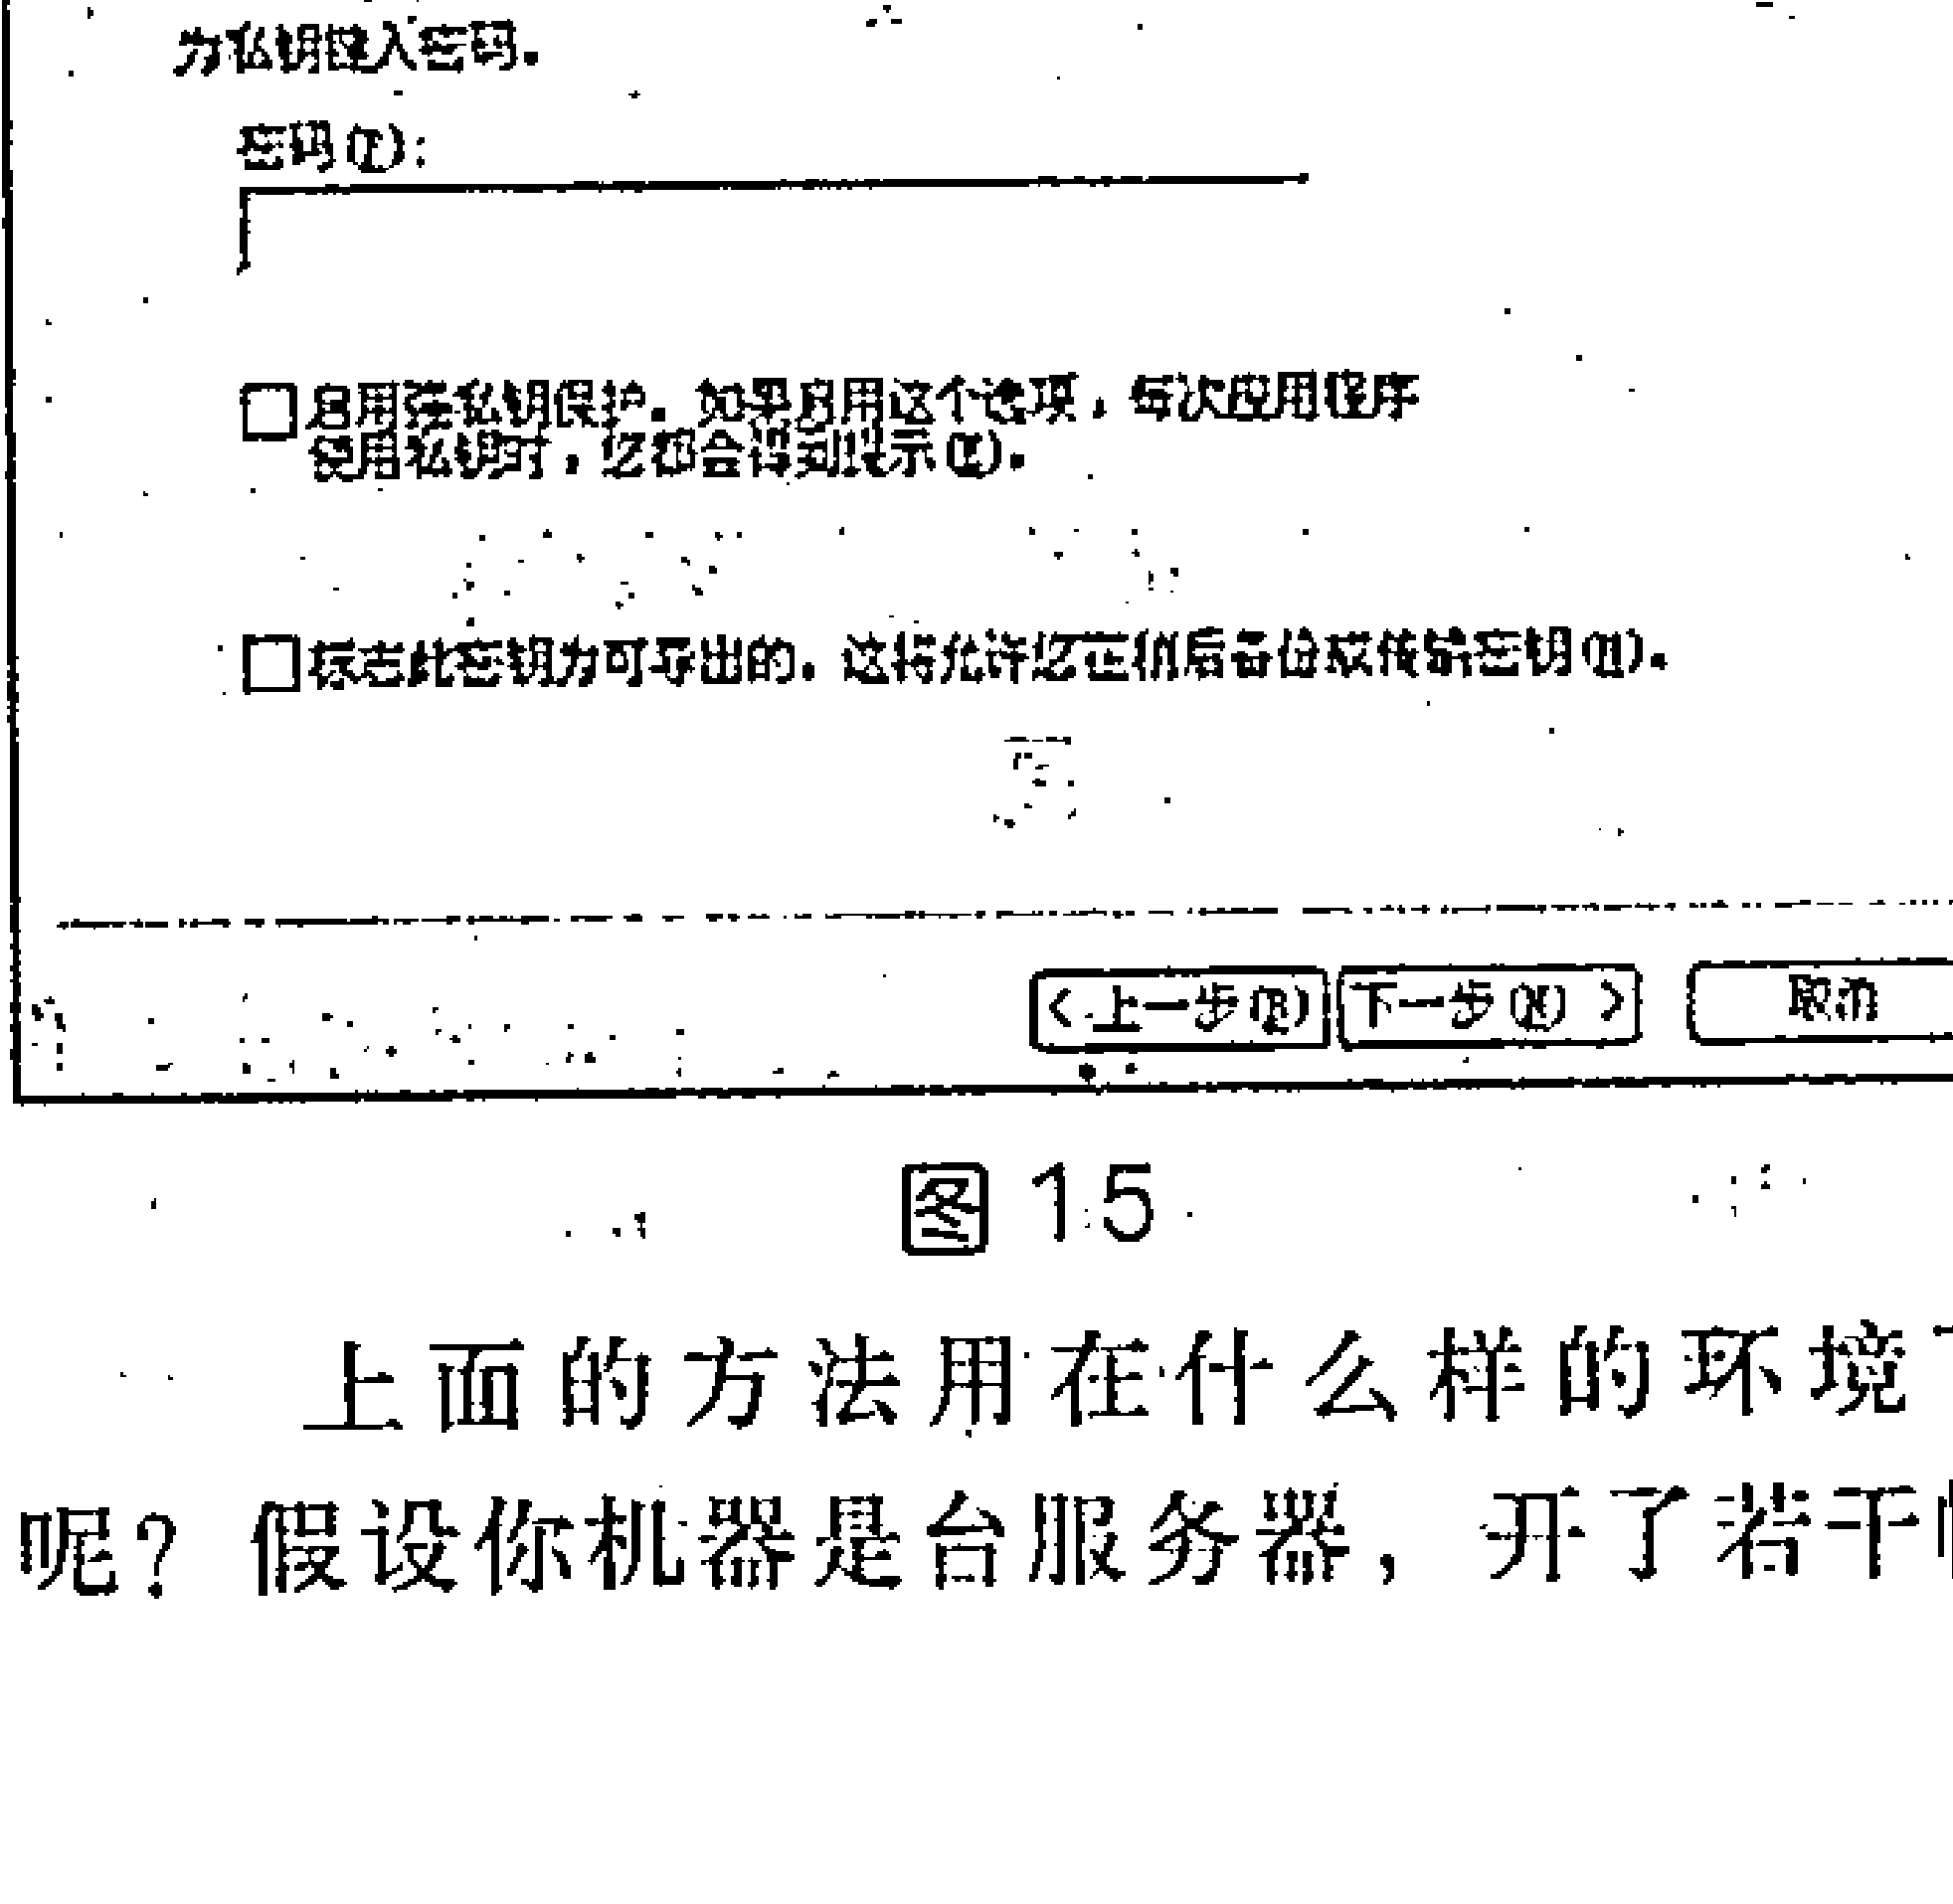 为私钥键入密码。
密码(P):
启用强私钥保护。如果启用这个选项，每次应用程序
使用私钥时，您都会得到提示(E)。
标志此密钥为可导出的。这将允许您在稍后备份或传输密钥(M)。
< 上一步(B) 下一步(N) > 取消
图 15
上面的方法用在什么样的环境
呢？假设你机器是台服务器，开了若干